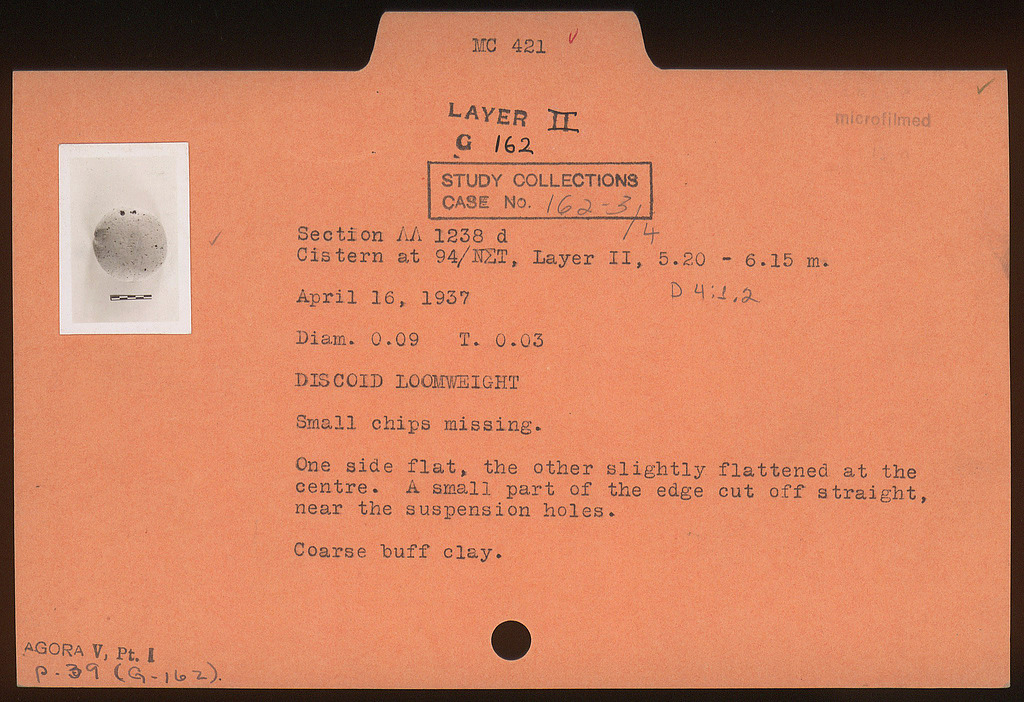 MC 421
LAYER II
G 162
microfilmed
STUDY COLLECTIONS
CASE No. 162-3/
/4
Section ΛΛ 1238 d
Cistern at 94/ΝΣΤ, Layer II, 5.20 - 6.15 m.
D 4:1.2
April 16, 1937
Diam. 0.09 T. 0.03
DISCOID LOOMWEIGHT
Small chips missing.
One side flat, the other slightly flattened at the
centre. A small part of the edge cut off straight,
near the suspension holes.
Coarse buff clay.
AGORA V, Pt. I
p. 39 (G-162).